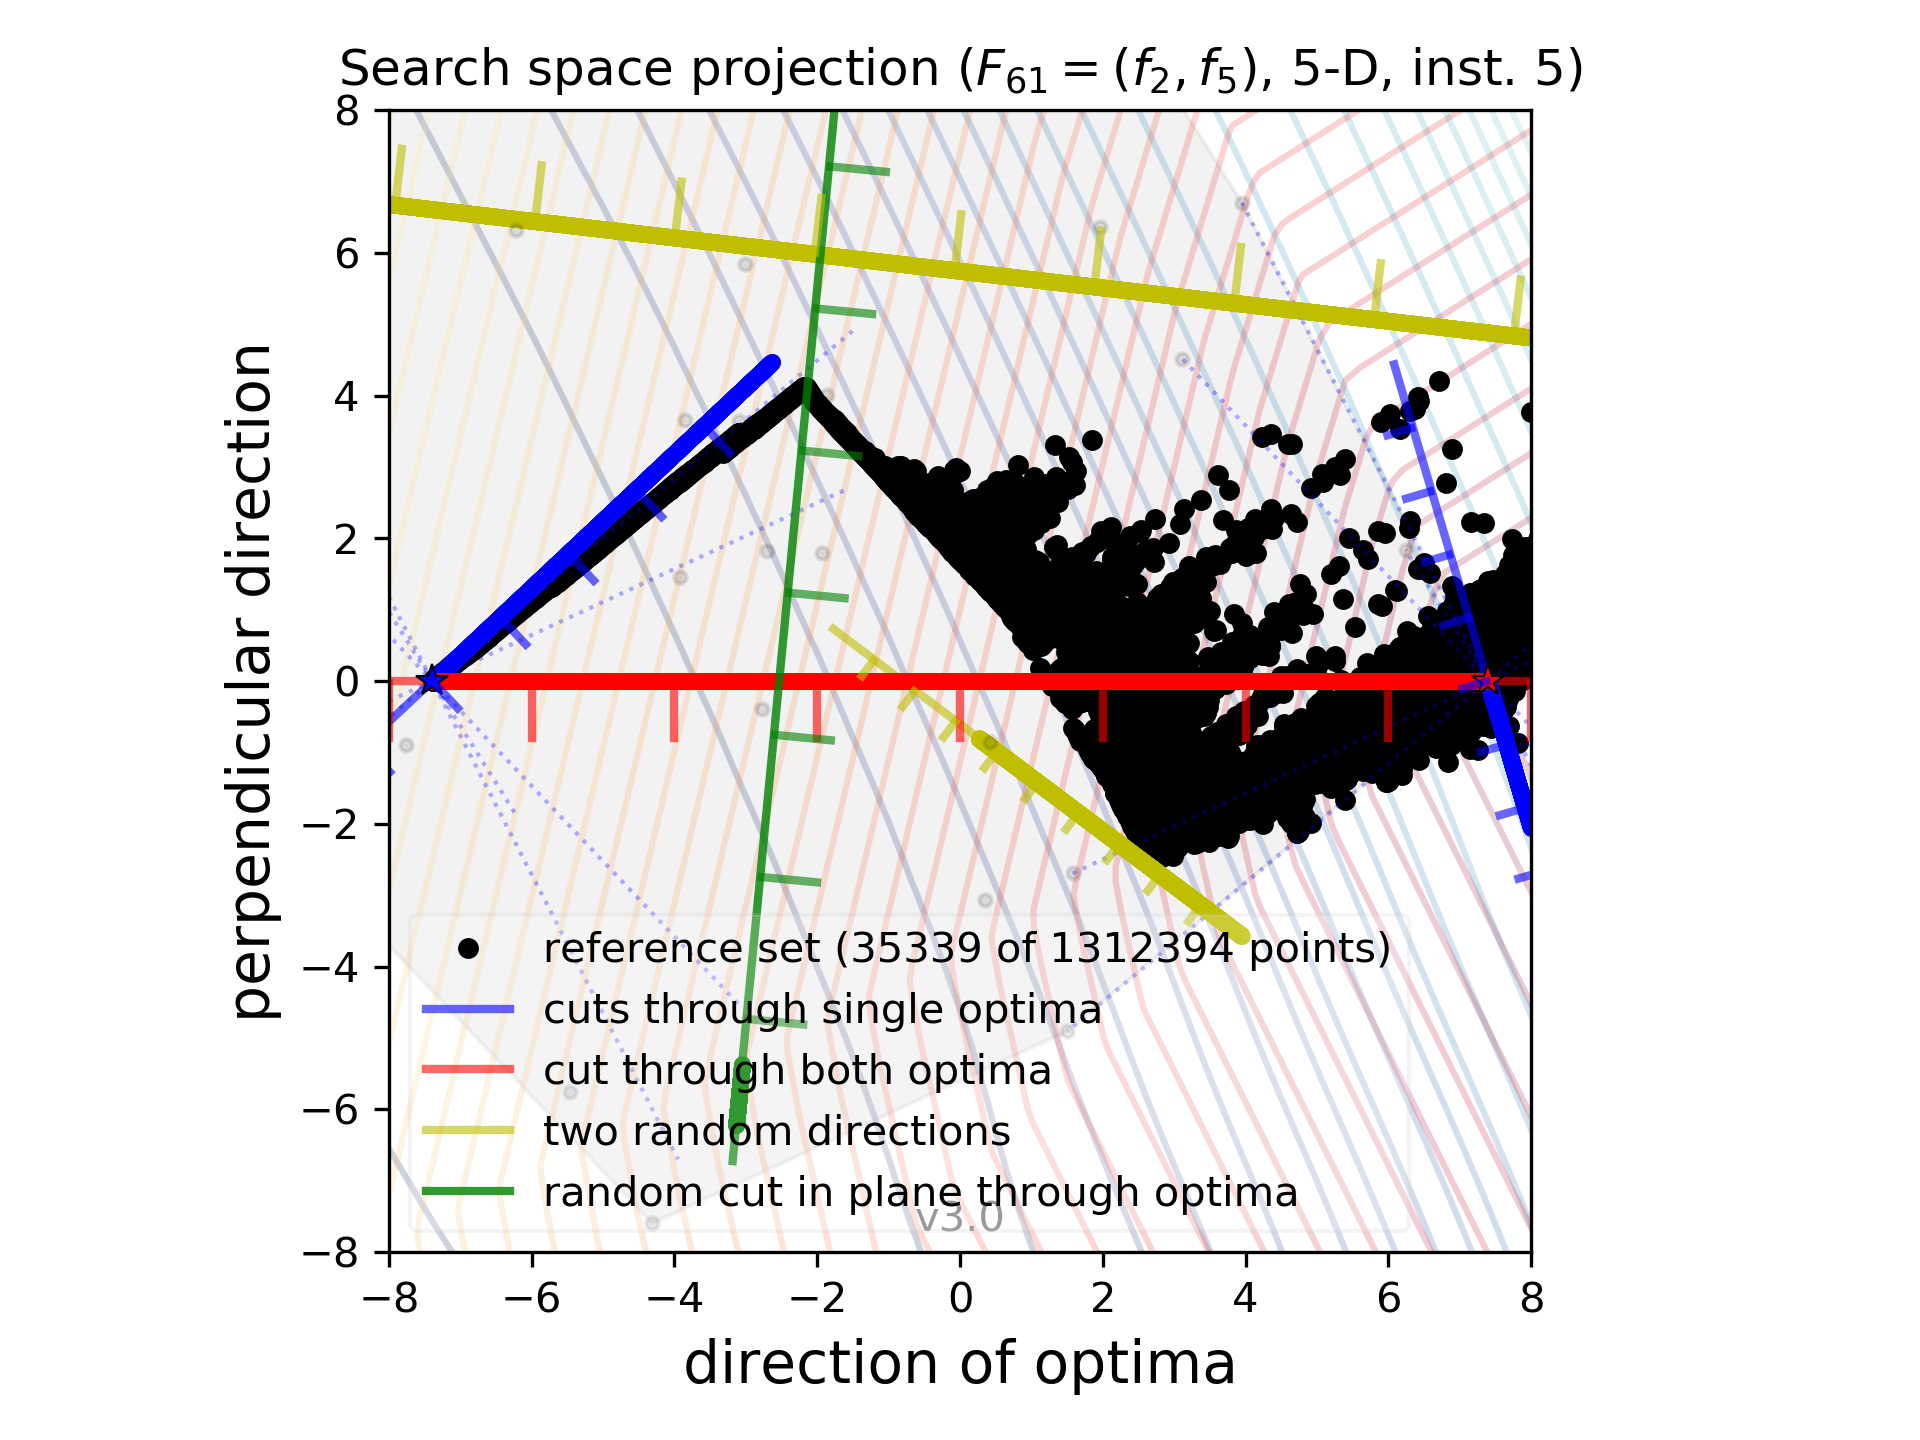 Search space projection (F61 = (f2, f5), 5-D, inst. 5)
8
6
4
2
0
−2
−4
−6
−8
perpendicular direction
reference set (35339 of 1312394 points)
cuts through single optima
cut through both optima
two random directions
random cut in plane through optima
v3.0
−8 −6 −4 −2 0 2 4 6 8
direction of optima